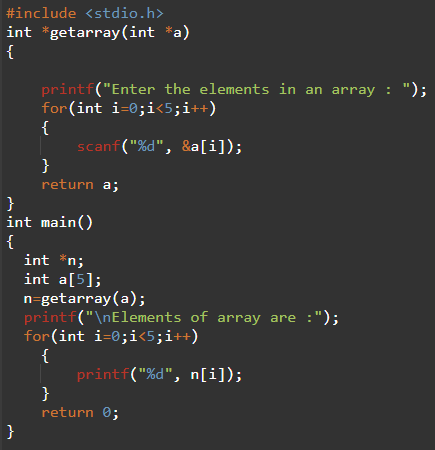 #include <stdio.h>
int *getarray(int *a)
{
printf("Enter the elements in an array : ");
for(int i=0;i<5;i++)
{
scanf("%d", &a[i]);
}
return a;
}
int main()
{
int *n;
int a[5];
n=getarray(a);
printf("\nElements of array are :");
for(int i=0;i<5;i++)
{
printf("%d", n[i]);
}
return 0;
}